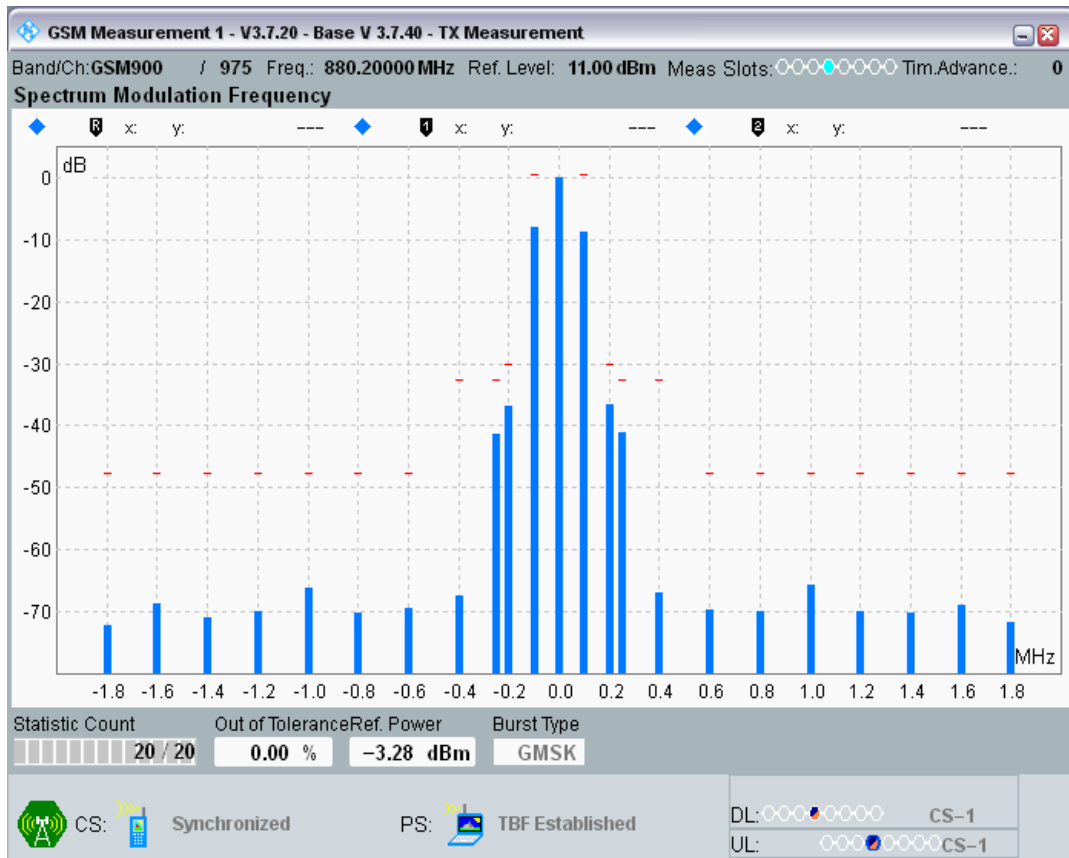 GSM Measurement 1 - V3.7.20 - Base V 3.7.40 - TX Measurement
Band/Ch:GSM900 / 975 Freq.: 880.20000 MHz Ref. Level: 11.00 dBm Meas Slots: Tim.Advance.: 0
Spectrum Modulation Frequency
R x: y: --- 1 x: y: --- 2 x: y: ---
dB
0
-10
-20
-30
-40
-50
-60
-70
MHz
-1.8 -1.6 -1.4 -1.2 -1.0 -0.8 -0.6 -0.4 -0.2 0.0 0.2 0.4 0.6 0.8 1.0 1.2 1.4 1.6 1.8
Statistic Count Out of Tolerance Ref. Power Burst Type
20 / 20 0.00 % −3.28 dBm GMSK
CS: Synchronized PS: TBF Established
DL: CS−1
UL: CS−1